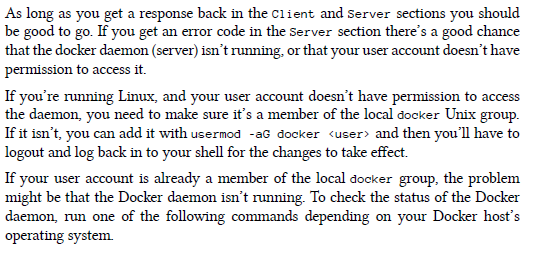 As long as you get a response back in the Client and Server sections you should
be good to go. If you get an error code in the Server section there’s a good chance
that the docker daemon (server) isn’t running, or that your user account doesn’t have
permission to access it.
If you’re running Linux, and your user account doesn’t have permission to access
the daemon, you need to make sure it’s a member of the local docker Unix group.
If it isn’t, you can add it with usermod -aG docker <user> and then you’ll have to
logout and log back in to your shell for the changes to take effect.
If your user account is already a member of the local docker group, the problem
might be that the Docker daemon isn’t running. To check the status of the Docker
daemon, run one of the following commands depending on your Docker host’s
operating system.